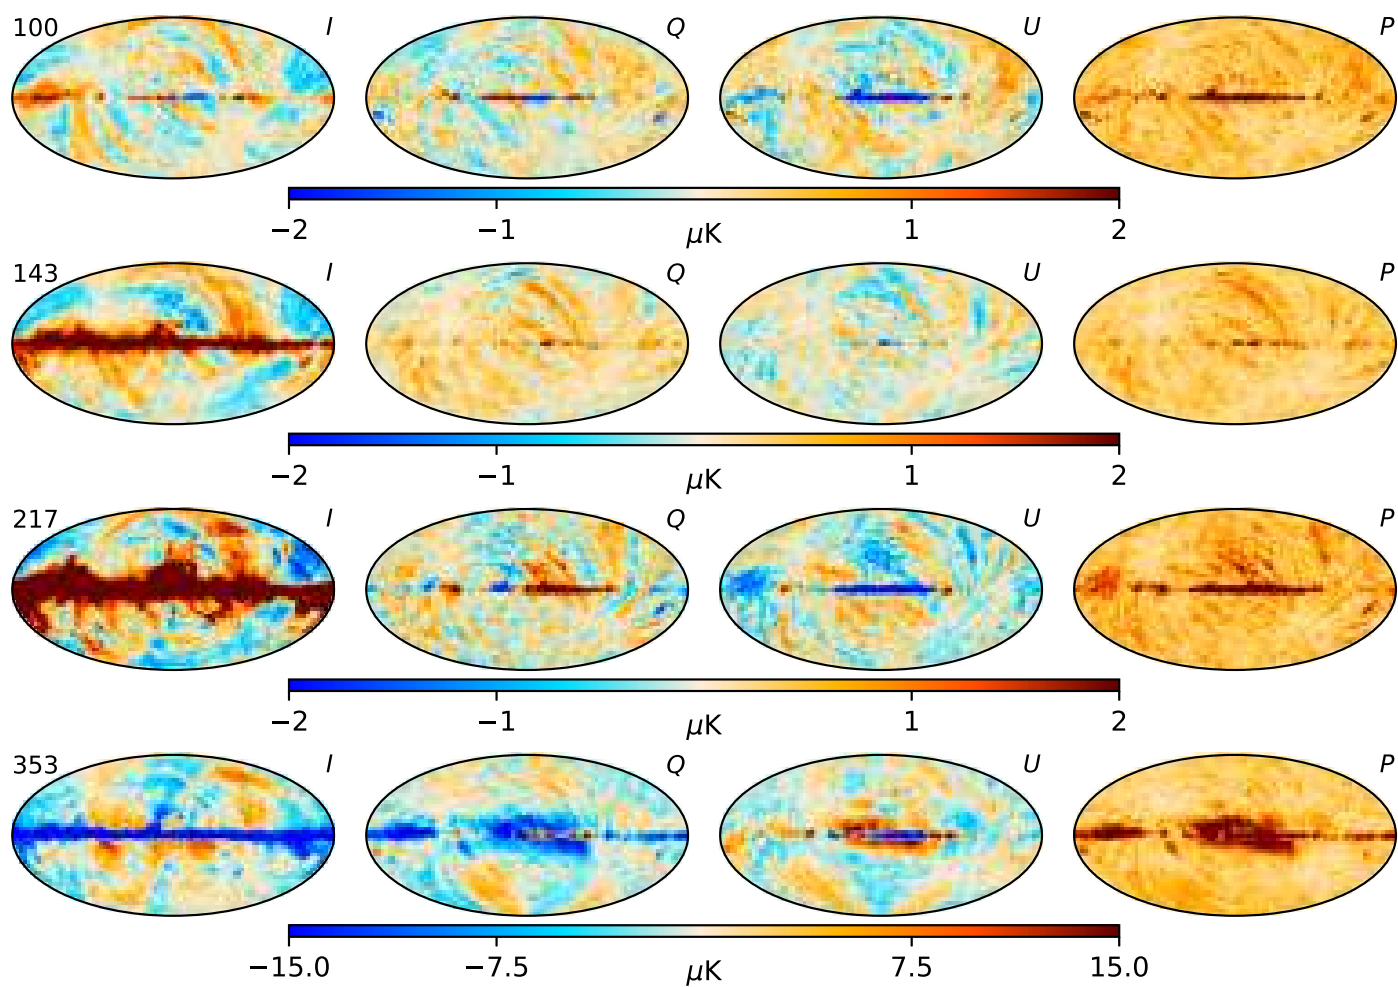 100 I Q U P
−2 −1 μK 1 2
143 I Q U P
−2 −1 μK 1 2
217 I Q U P
−2 −1 μK 1 2
353 I Q U P
−15.0 −7.5 μK 7.5 15.0